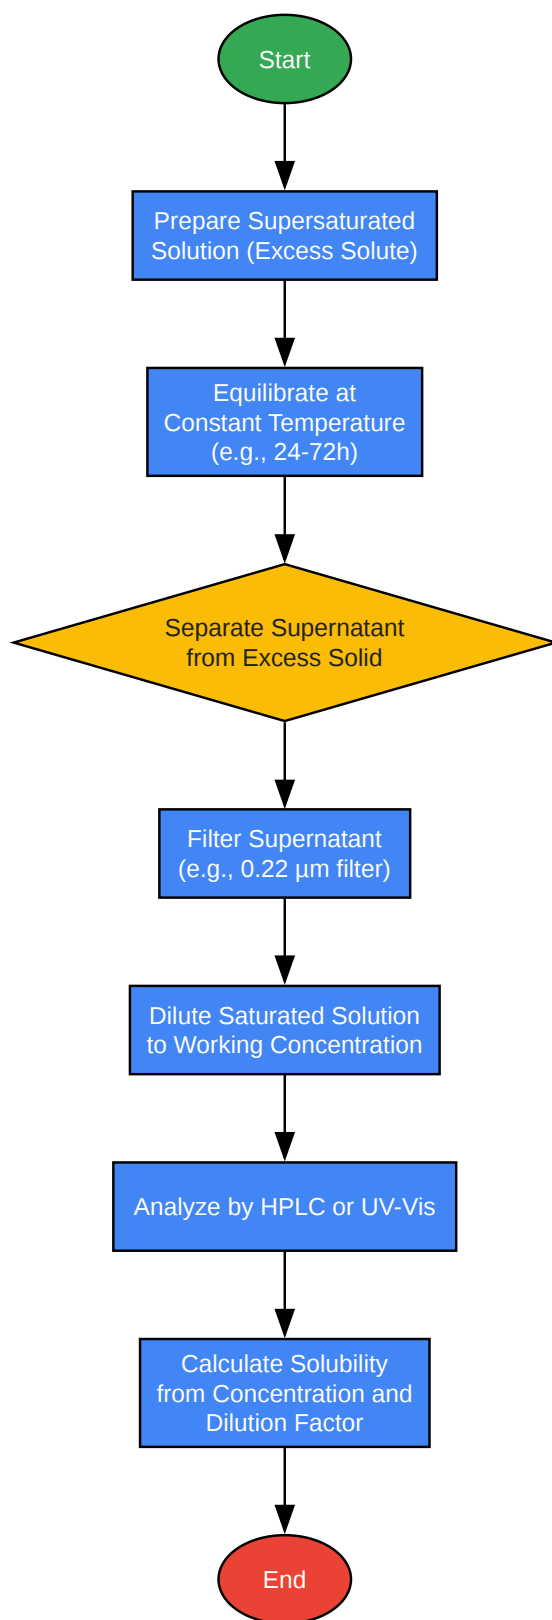 Start
Prepare Supersaturated
Solution (Excess Solute)
Equilibrate at
Constant Temperature
(e.g., 24-72h)
Separate Supernatant
from Excess Solid
Filter Supernatant
(e.g., 0.22 µm filter)
Dilute Saturated Solution
to Working Concentration
Analyze by HPLC or UV-Vis
Calculate Solubility
from Concentration and
Dilution Factor
End